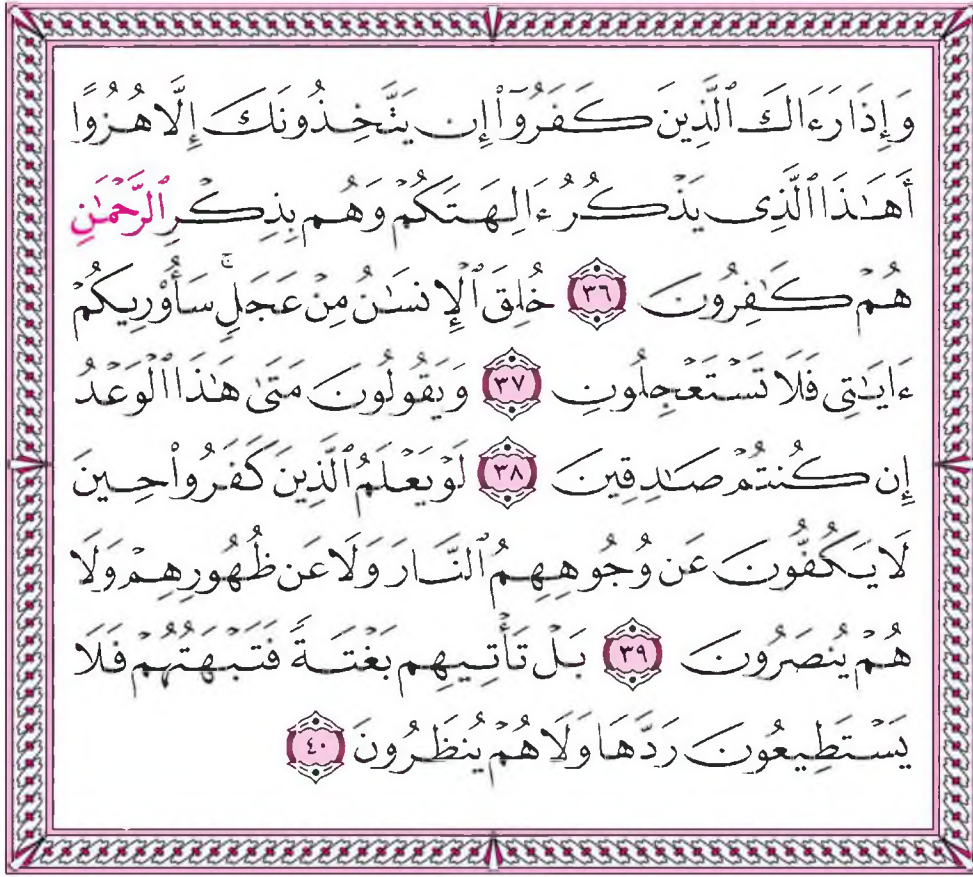 وَإِذَا رَءَاكَ ٱلَّذِينَ كَفَرُوٓا۟ إِن يَتَّخِذُونَكَ إِلَّا هُزُوًا
أَهَـٰذَا ٱلَّذِى يَذْكُرُ ءَالِهَتَكُمْ وَهُم بِذِكْرِ ٱلرَّحْمَـٰنِ
هُمْ كَـٰفِرُونَ ٣٦ خُلِقَ ٱلْإِنسَـٰنُ مِنْ عَجَلٍ ۚ سَأُو۟رِيكُمْ
ءَايَـٰتِى فَلَا تَسْتَعْجِلُونِ ٣٧ وَيَقُولُونَ مَتَىٰ هَـٰذَا ٱلْوَعْدُ
إِن كُنتُمْ صَـٰدِقِينَ ٣٨ لَوْ يَعْلَمُ ٱلَّذِينَ كَفَرُوا۟ حِينَ
لَا يَكُفُّونَ عَن وُجُوهِهِمُ ٱلنَّارَ وَلَا عَن ظُهُورِهِمْ وَلَا
هُمْ يُنصَرُونَ ٣٩ بَلْ تَأْتِيهِم بَغْتَةً فَتَبْهَتُهُمْ فَلَا
يَسْتَطِيعُونَ رَدَّهَا وَلَا هُمْ يُنظَرُونَ ٤٠